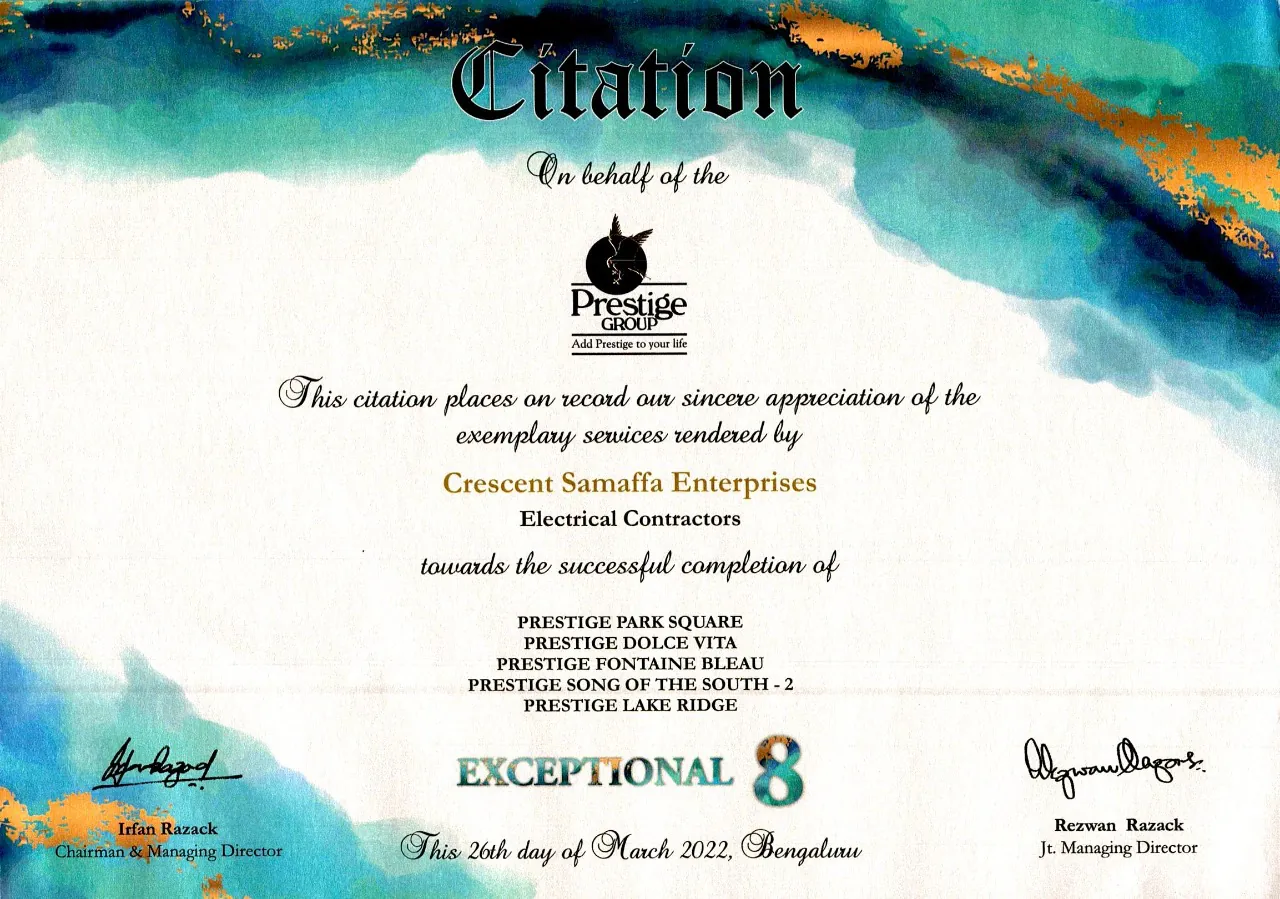 Citation
On behalf of the
Prestige
GROUP
Add Prestige to your life
This citation places on record our sincere appreciation of the
exemplary services rendered by
Crescent Samaffa Enterprises
Electrical Contractors
towards the successful completion of
PRESTIGE PARK SQUARE
PRESTIGE DOLCE VITA
PRESTIGE FONTAINE BLEAU
PRESTIGE SONG OF THE SOUTH - 2
PRESTIGE LAKE RIDGE
EXCEPTIONAL 8
Irfan Razack
Chairman & Managing Director
This 26th day of March 2022, Bengaluru
Rezwan Razack
Jt. Managing Director